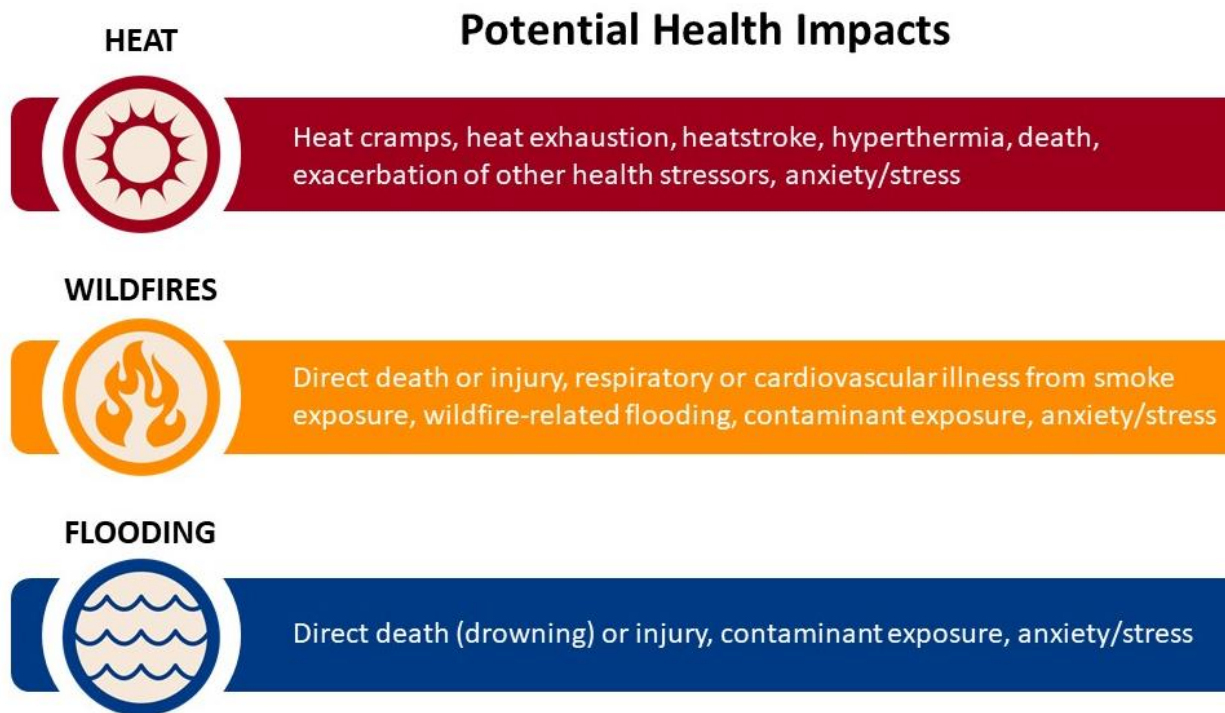 Potential Health Impacts
HEAT
Heat cramps, heat exhaustion, heatstroke, hyperthermia, death,
exacerbation of other health stressors, anxiety/stress
WILDFIRES
Direct death or injury, respiratory or cardiovascular illness from smoke
exposure, wildfire-related flooding, contaminant exposure, anxiety/stress
FLOODING
Direct death (drowning) or injury, contaminant exposure, anxiety/stress